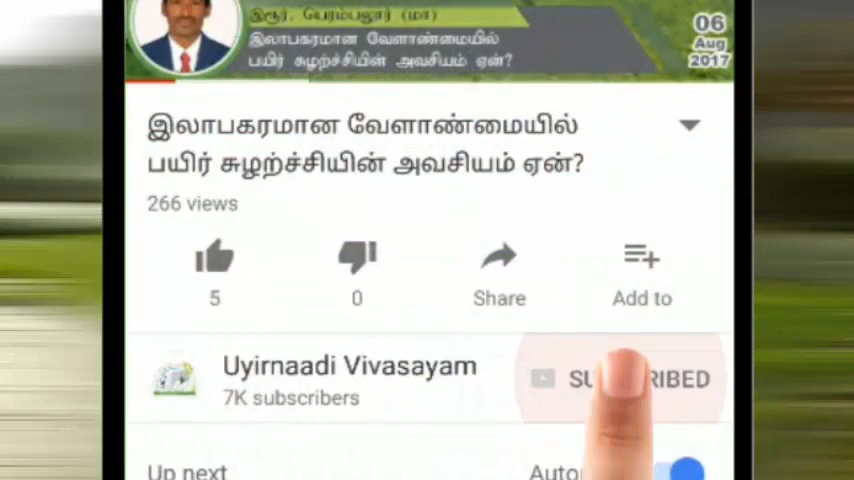 இரூர், பெரம்பலூர் (மா)
இலாபகரமான வேளாண்மையில்
பயிர் சுழற்ச்சியின் அவசியம் ஏன்?
06
Aug
2017
இலாபகரமான வேளாண்மையில்
பயிர் சுழற்ச்சியின் அவசியம் ஏன்?
266 views
5
0
Share
Add to
Uyirnaadi Vivasayam
7K subscribers
Up next